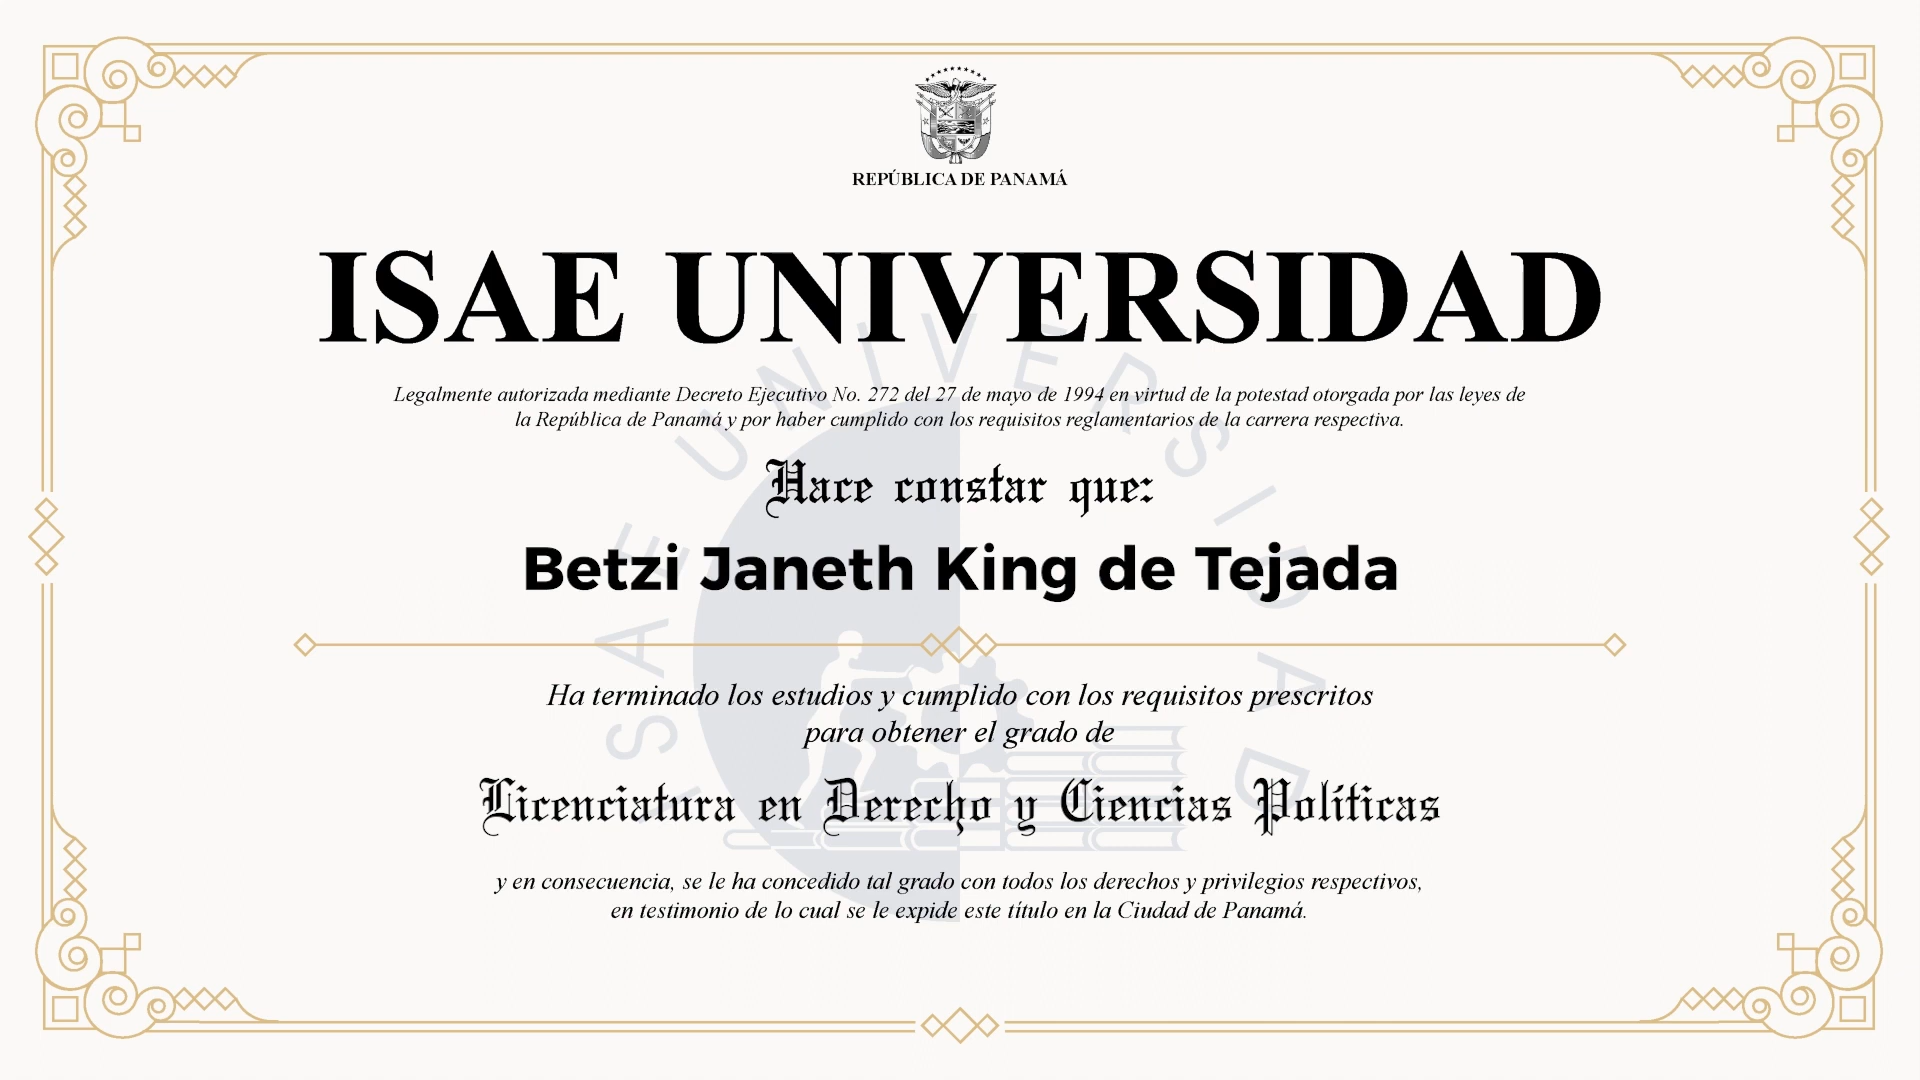 REPÚBLICA DE PANAMÁ
ISAE UNIVERSIDAD
Legalmente autorizada mediante Decreto Ejecutivo No. 272 del 27 de mayo de 1994 en virtud de la potestad otorgada por las leyes de
la República de Panamá y por haber cumplido con los requisitos reglamentarios de la carrera respectiva.
Hace constar que:
Betzi Janeth King de Tejada
Ha terminado los estudios y cumplido con los requisitos prescritos
para obtener el grado de
Licenciatura en Derecho y Ciencias Políticas
y en consecuencia, se le ha concedido tal grado con todos los derechos y privilegios respectivos,
en testimonio de lo cual se le expide este título en la Ciudad de Panamá.
ISAE UNIVERSIDAD